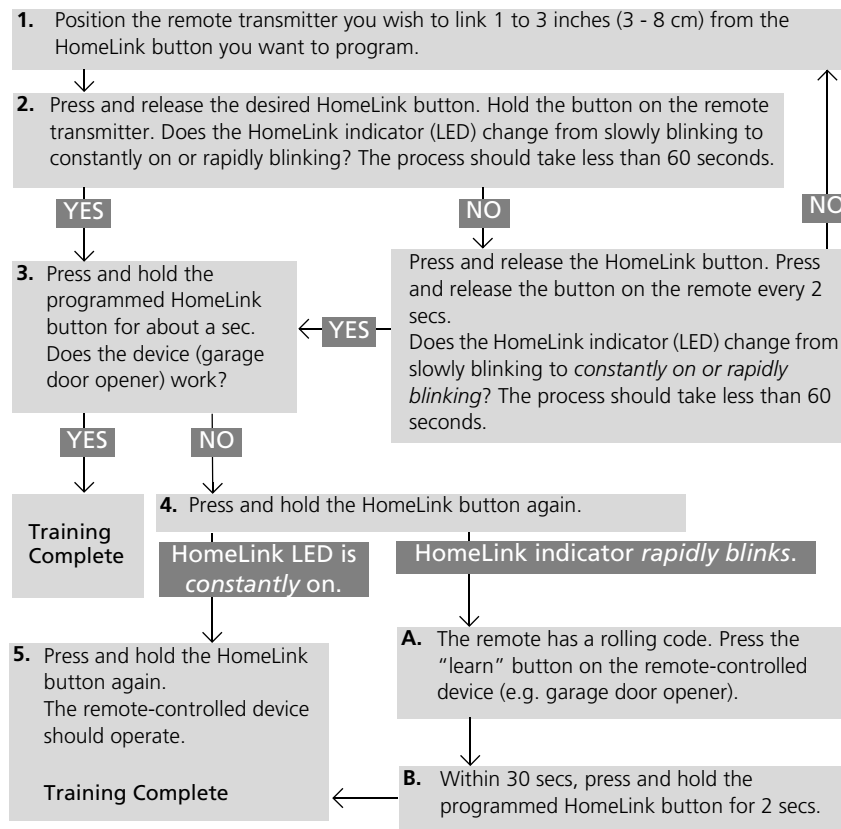 1. Position the remote transmitter you wish to link 1 to 3 inches (3 - 8 cm) from the
HomeLink button you want to program.
2. Press and release the desired HomeLink button. Hold the button on the remote
transmitter. Does the HomeLink indicator (LED) change from slowly blinking to
constantly on or rapidly blinking? The process should take less than 60 seconds.
YES
NO
NO
3. Press and hold the
programmed HomeLink
button for about a sec.
Does the device (garage
door opener) work?
YES
Press and release the HomeLink button. Press
and release the button on the remote every 2
secs.
Does the HomeLink indicator (LED) change from
slowly blinking to constantly on or rapidly
blinking? The process should take less than 60
seconds.
YES
NO
Training
Complete
4. Press and hold the HomeLink button again.
HomeLink LED is
constantly on.
HomeLink indicator rapidly blinks.
5. Press and hold the HomeLink
button again.
The remote-controlled device
should operate.
Training Complete
A. The remote has a rolling code. Press the
“learn” button on the remote-controlled
device (e.g. garage door opener).
B. Within 30 secs, press and hold the
programmed HomeLink button for 2 secs.